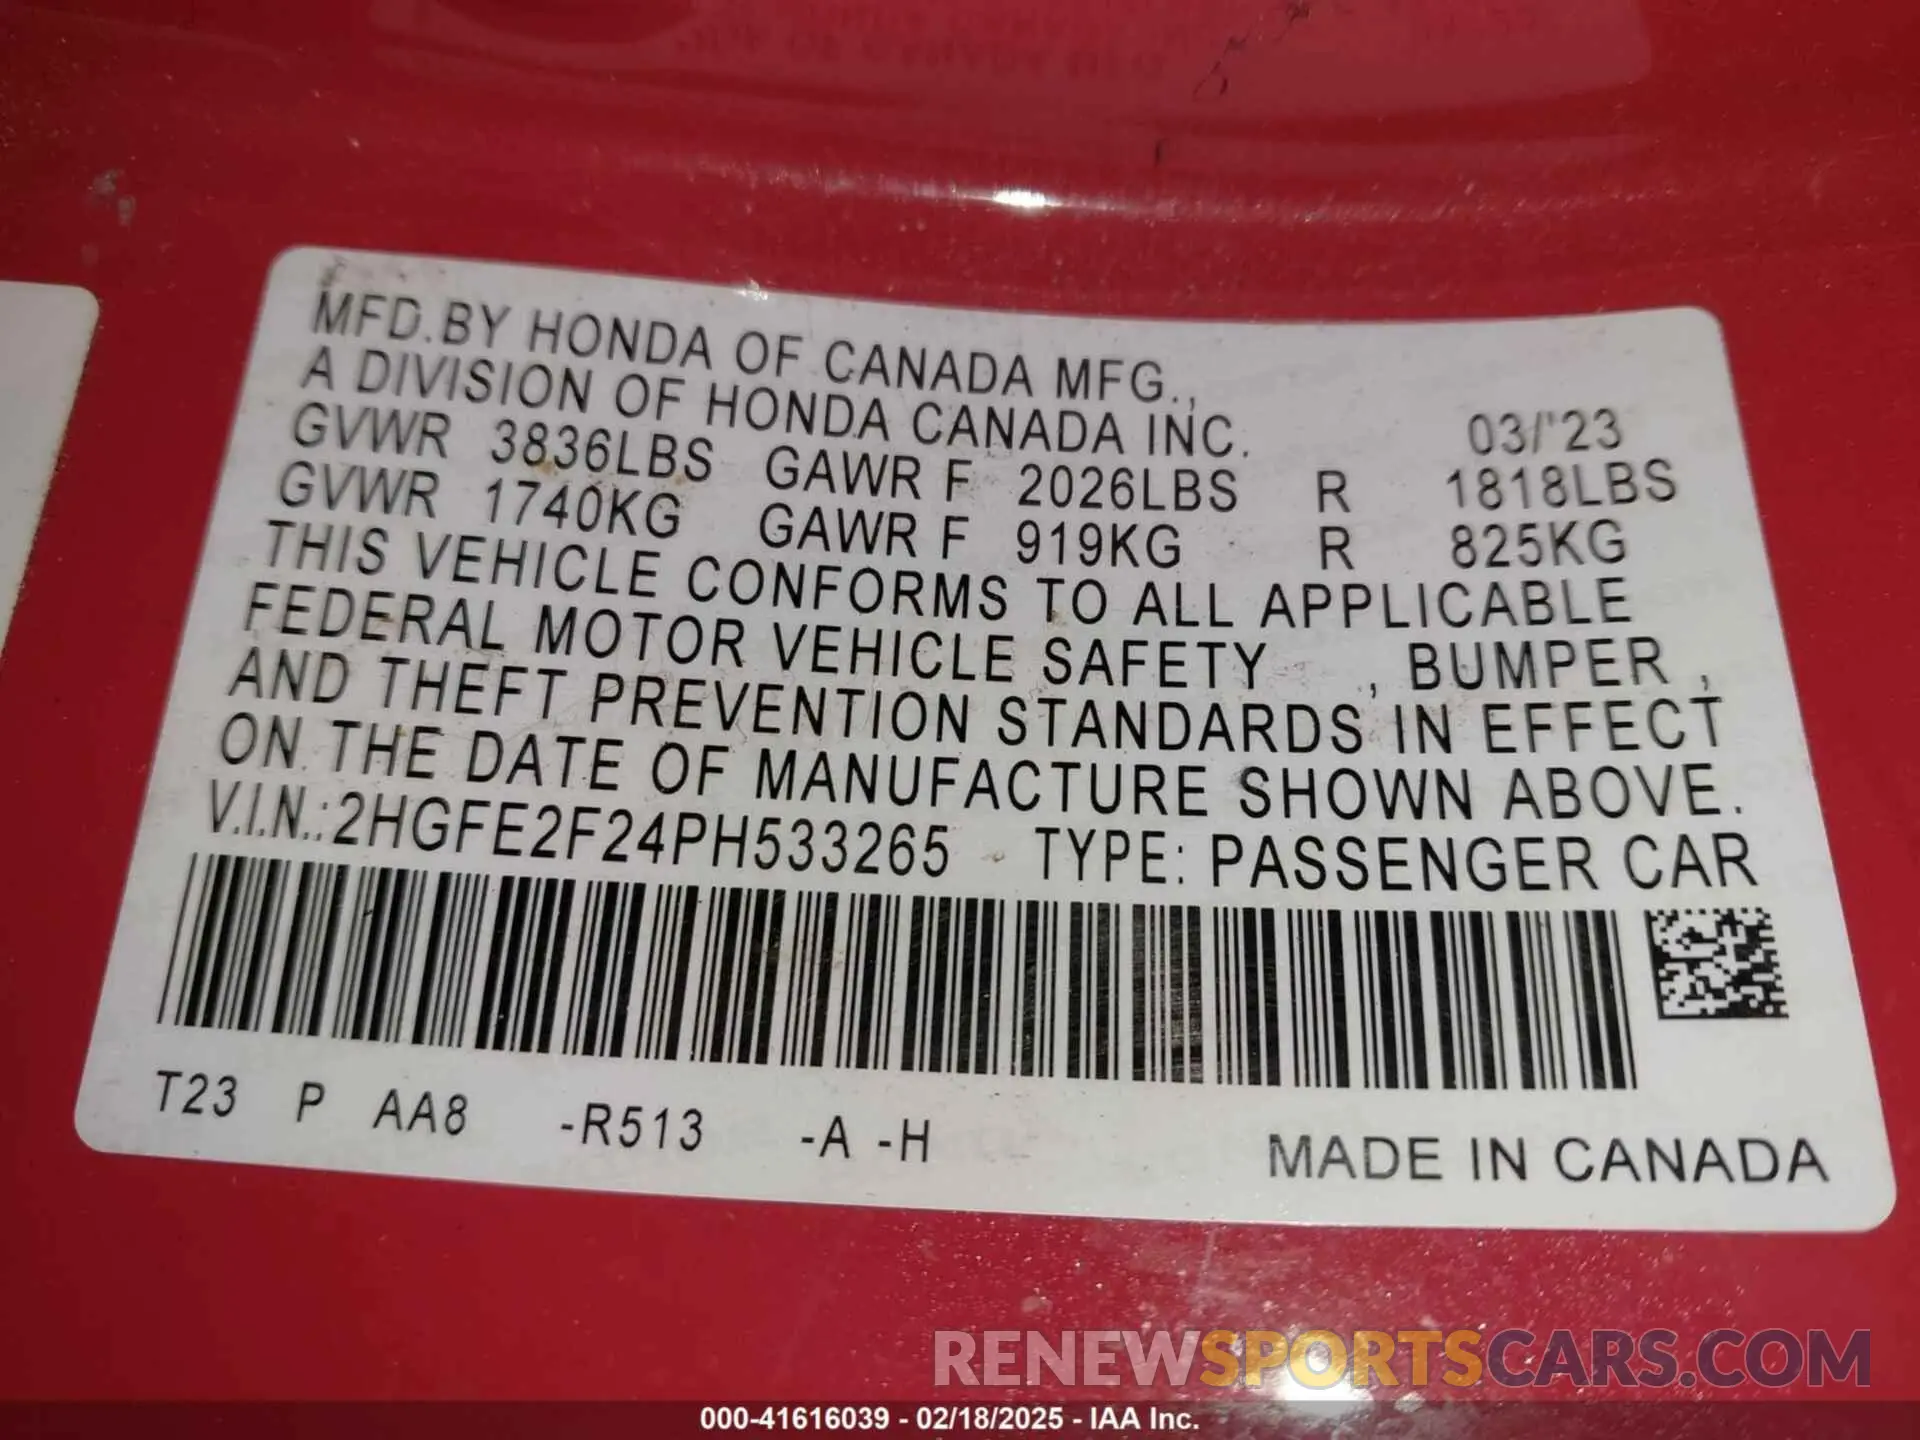 MFD.BY HONDA OF CANADA MFG.,
A DIVISION OF HONDA CANADA INC. 03/'23
GVWR 3836LBS GAWR F 2026LBS R 1818LBS
GVWR 1740KG GAWR F 919KG R 825KG
THIS VEHICLE CONFORMS TO ALL APPLICABLE
FEDERAL MOTOR VEHICLE SAFETY , BUMPER ,
AND THEFT PREVENTION STANDARDS IN EFFECT
ON THE DATE OF MANUFACTURE SHOWN ABOVE.
V.I.N.:2HGFE2F24PH533265 TYPE: PASSENGER CAR
T23 P AA8 -R513 -A -H
MADE IN CANADA
RENEWSPORTSCARS.COM
000-41616039 - 02/18/2025 - IAA Inc.